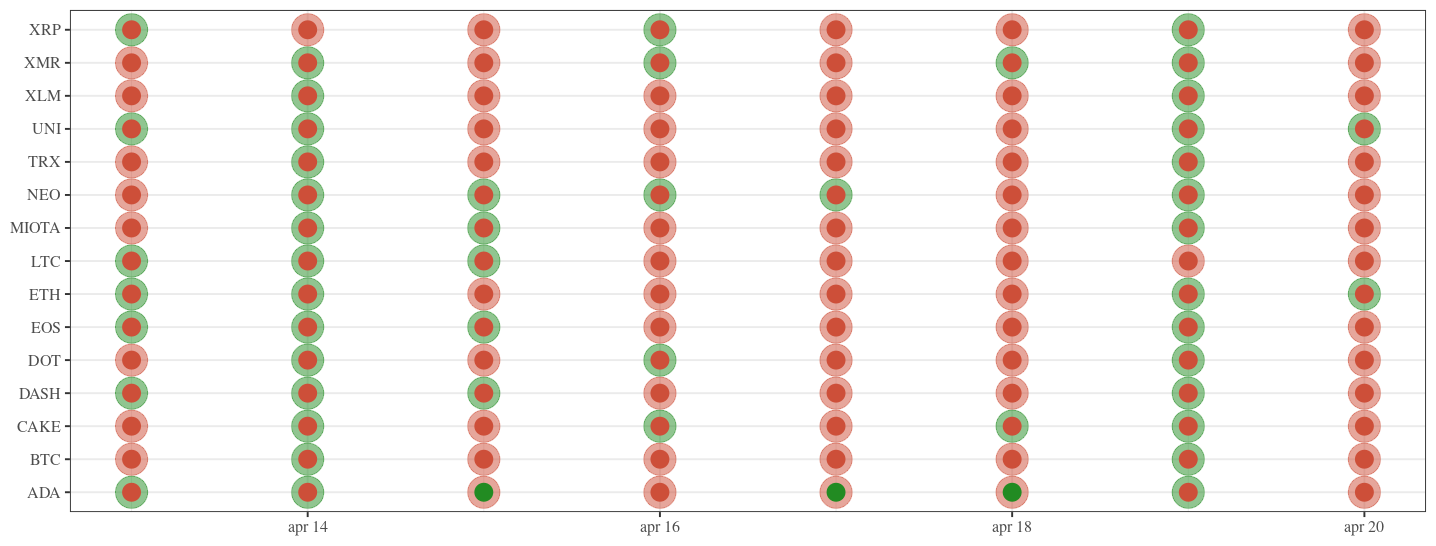 XRP
XMR
XLM
UNI
TRX
NEO
MIOTA
LTC
ETH
EOS
DOT
DASH
CAKE
BTC
ADA
apr 14 apr 16 apr 18 apr 20